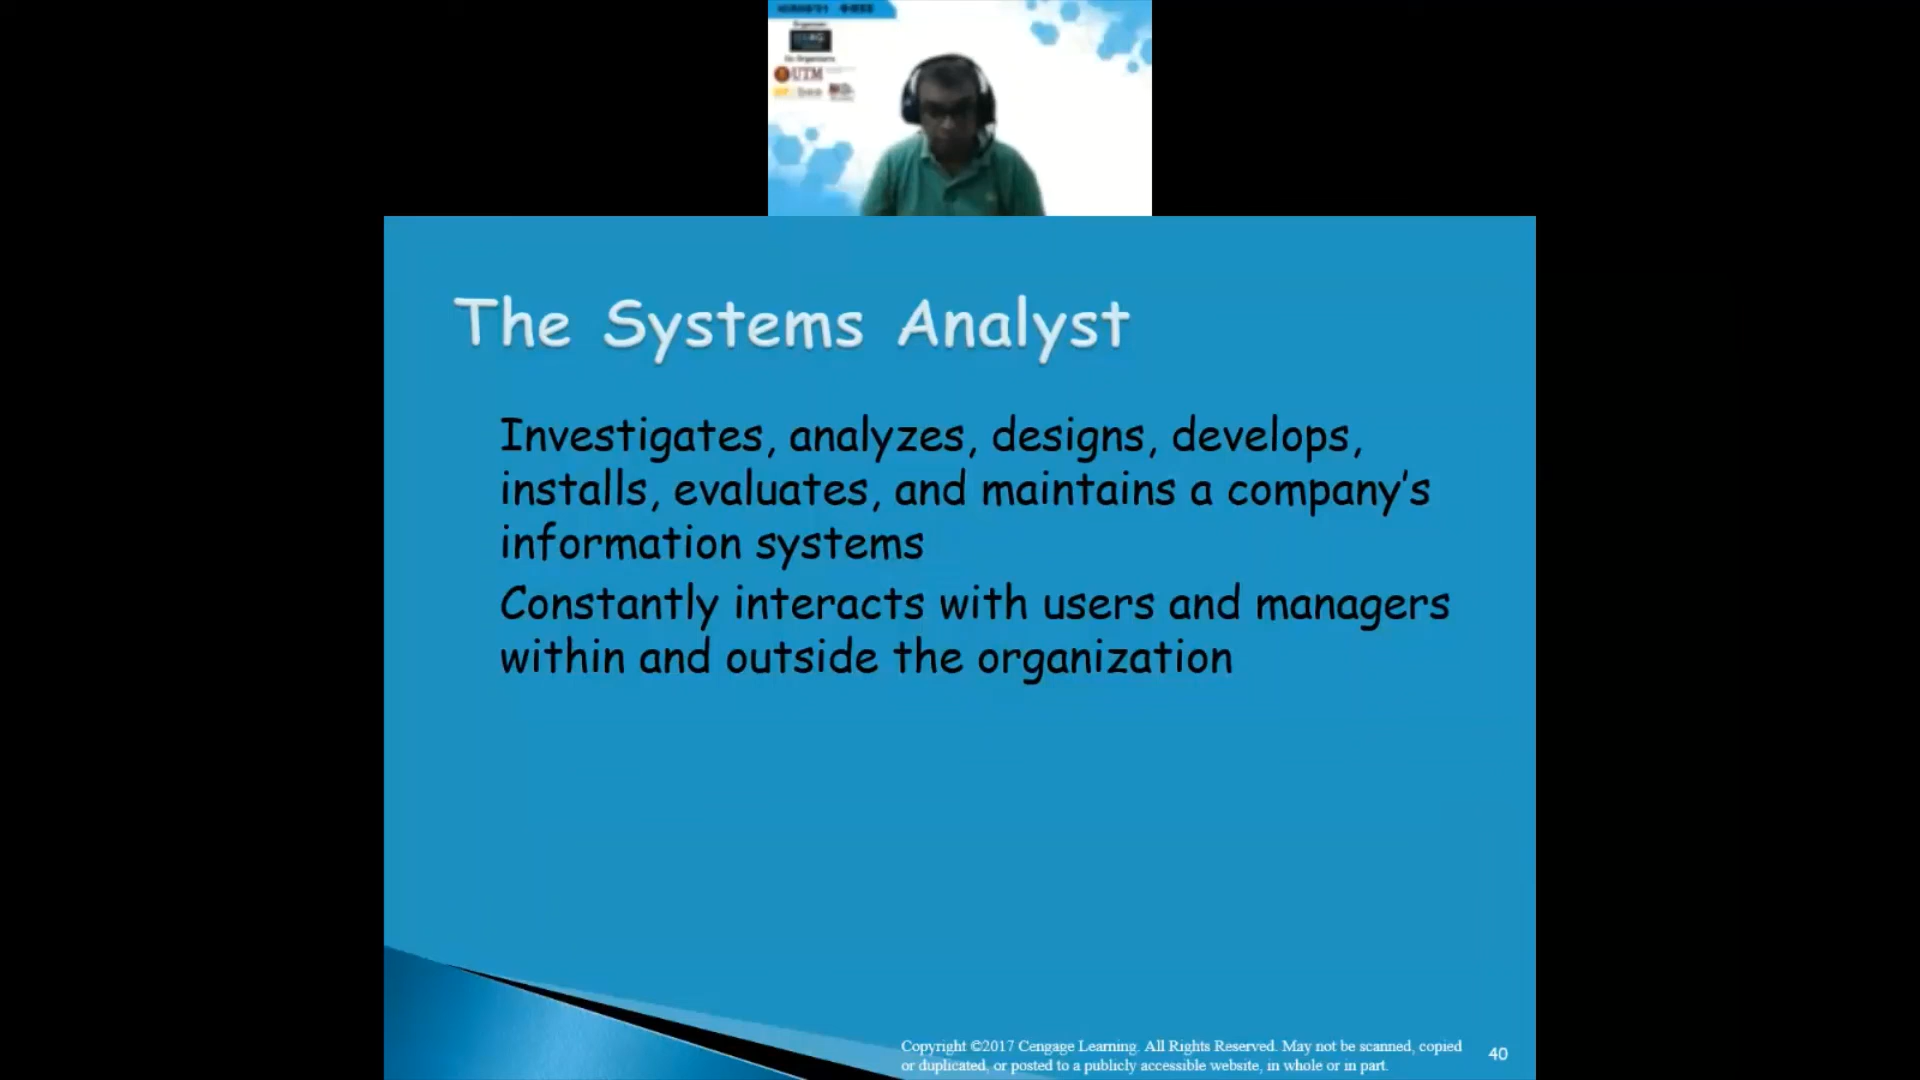 UTM
The Systems Analyst
Investigates, analyzes, designs, develops,
installs, evaluates, and maintains a company's
information systems
Constantly interacts with users and managers
within and outside the organization
Copyright ©2017 Cengage Learning. All Rights Reserved. May not be scanned, copied
or duplicated, or posted to a publicly accessible website, in whole or in part.
40